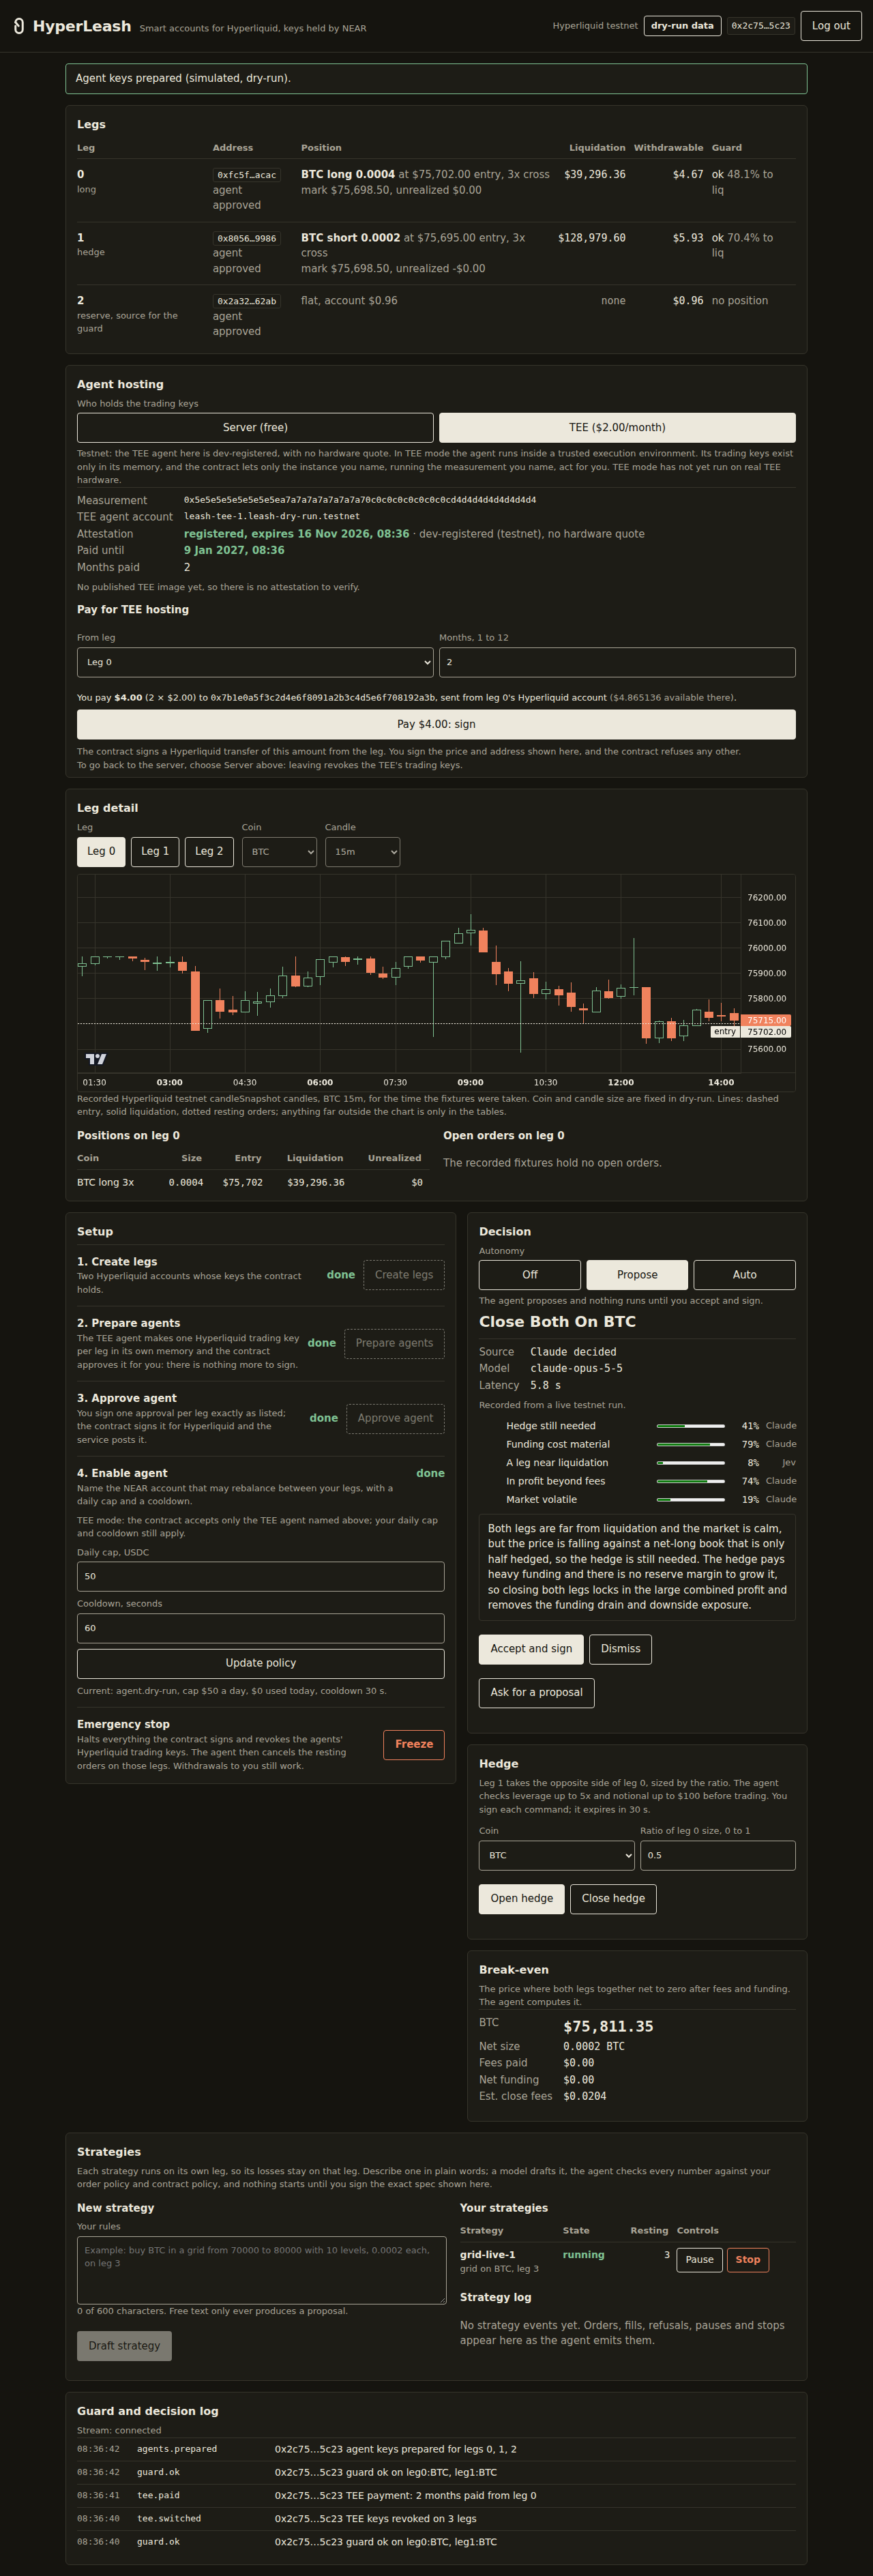 HyperLeash Smart accounts for Hyperliquid, keys held by NEAR Hyperliquid testnet dry-run data 0x2c75…5c23 Log out
Agent keys prepared (simulated, dry-run).
Legs
Leg Address Position Liquidation Withdrawable Guard
0 0xfc5f…acac BTC long 0.0004 at $75,702.00 entry, 3x cross $39,296.36 $4.67 ok 48.1% to
long agent mark $75,698.50, unrealized $0.00 liq
approved
1 0x8056…9986 BTC short 0.0002 at $75,695.00 entry, 3x $128,979.60 $5.93 ok 70.4% to
hedge agent cross liq
approved mark $75,698.50, unrealized -$0.00
2 0x2a32…62ab flat, account $0.96 none $0.96 no position
reserve, source for the agent
guard approved
Agent hosting
Who holds the trading keys
Server (free) TEE ($2.00/month)
Testnet: the TEE agent here is dev-registered, with no hardware quote. In TEE mode the agent runs inside a trusted execution environment. Its trading keys exist
only in its memory, and the contract lets only the instance you name, running the measurement you name, act for you. TEE mode has not yet run on real TEE
hardware.
Measurement 0x5e5e5e5e5e5e5e5ea7a7a7a7a7a7a7a70c0c0c0c0c0c0c0cd4d4d4d4d4d4d4d4
TEE agent account leash-tee-1.leash-dry-run.testnet
Attestation registered, expires 16 Nov 2026, 08:36 · dev-registered (testnet), no hardware quote
Paid until 9 Jan 2027, 08:36
Months paid 2
No published TEE image yet, so there is no attestation to verify.
Pay for TEE hosting
From leg Months, 1 to 12
Leg 0 2
You pay $4.00 (2 × $2.00) to 0x7b1e0a5f3c2d4e6f8091a2b3c4d5e6f708192a3b, sent from leg 0's Hyperliquid account ($4.865136 available there).
Pay $4.00: sign
The contract signs a Hyperliquid transfer of this amount from the leg. You sign the price and address shown here, and the contract refuses any other.
To go back to the server, choose Server above: leaving revokes the TEE's trading keys.
Leg detail
Leg Coin Candle
Leg 0 Leg 1 Leg 2 BTC 15m
76200.00
76100.00
76000.00
75900.00
75800.00
75715.00
entry 75702.00
75600.00
01:30 03:00 04:30 06:00 07:30 09:00 10:30 12:00 14:00
Recorded Hyperliquid testnet candleSnapshot candles, BTC 15m, for the time the fixtures were taken. Coin and candle size are fixed in dry-run. Lines: dashed
entry, solid liquidation, dotted resting orders; anything far outside the chart is only in the tables.
Positions on leg 0 Open orders on leg 0
Coin Size Entry Liquidation Unrealized The recorded fixtures hold no open orders.
BTC long 3x 0.0004 $75,702 $39,296.36 $0
Setup
1. Create legs
Two Hyperliquid accounts whose keys the contract
holds.
done Create legs
2. Prepare agents
The TEE agent makes one Hyperliquid trading key
per leg in its own memory and the contract
approves it for you: there is nothing more to sign.
done Prepare agents
3. Approve agent
You sign one approval per leg exactly as listed;
the contract signs it for Hyperliquid and the
service posts it.
done Approve agent
4. Enable agent done
Name the NEAR account that may rebalance between your legs, with a
daily cap and a cooldown.
TEE mode: the contract accepts only the TEE agent named above; your daily cap
and cooldown still apply.
Daily cap, USDC
50
Cooldown, seconds
60
Update policy
Current: agent.dry-run, cap $50 a day, $0 used today, cooldown 30 s.
Emergency stop
Halts everything the contract signs and revokes the agents'
Hyperliquid trading keys. The agent then cancels the resting
orders on those legs. Withdrawals to you still work.
Freeze
Decision
Autonomy
Off Propose Auto
The agent proposes and nothing runs until you accept and sign.
Close Both On BTC
Source Claude decided
Model claude-opus-5-5
Latency 5.8 s
Recorded from a live testnet run.
Hedge still needed 41% Claude
Funding cost material 79% Claude
A leg near liquidation 8% Jev
In profit beyond fees 74% Claude
Market volatile 19% Claude
Both legs are far from liquidation and the market is calm,
but the price is falling against a net-long book that is only
half hedged, so the hedge is still needed. The hedge pays
heavy funding and there is no reserve margin to grow it,
so closing both legs locks in the large combined profit and
removes the funding drain and downside exposure.
Accept and sign Dismiss
Ask for a proposal
Hedge
Leg 1 takes the opposite side of leg 0, sized by the ratio. The agent
checks leverage up to 5x and notional up to $100 before trading. You
sign each command; it expires in 30 s.
Coin Ratio of leg 0 size, 0 to 1
BTC 0.5
Open hedge Close hedge
Break-even
The price where both legs together net to zero after fees and funding.
The agent computes it.
BTC $75,811.35
Net size 0.0002 BTC
Fees paid $0.00
Net funding $0.00
Est. close fees $0.0204
Strategies
Each strategy runs on its own leg, so its losses stay on that leg. Describe one in plain words; a model drafts it, the agent checks every number against your
order policy and contract policy, and nothing starts until you sign the exact spec shown here.
New strategy
Your rules
Example: buy BTC in a grid from 70000 to 80000 with 10 levels, 0.0002 each,
on leg 3
0 of 600 characters. Free text only ever produces a proposal.
Draft strategy
Your strategies
Strategy State Resting Controls
grid-live-1 running 3 Pause Stop
grid on BTC, leg 3
Strategy log
No strategy events yet. Orders, fills, refusals, pauses and stops
appear here as the agent emits them.
Guard and decision log
Stream: connected
08:36:42 agents.prepared 0x2c75…5c23 agent keys prepared for legs 0, 1, 2
08:36:42 guard.ok 0x2c75…5c23 guard ok on leg0:BTC, leg1:BTC
08:36:41 tee.paid 0x2c75…5c23 TEE payment: 2 months paid from leg 0
08:36:40 tee.switched 0x2c75…5c23 TEE keys revoked on 3 legs
08:36:40 guard.ok 0x2c75…5c23 guard ok on leg0:BTC, leg1:BTC